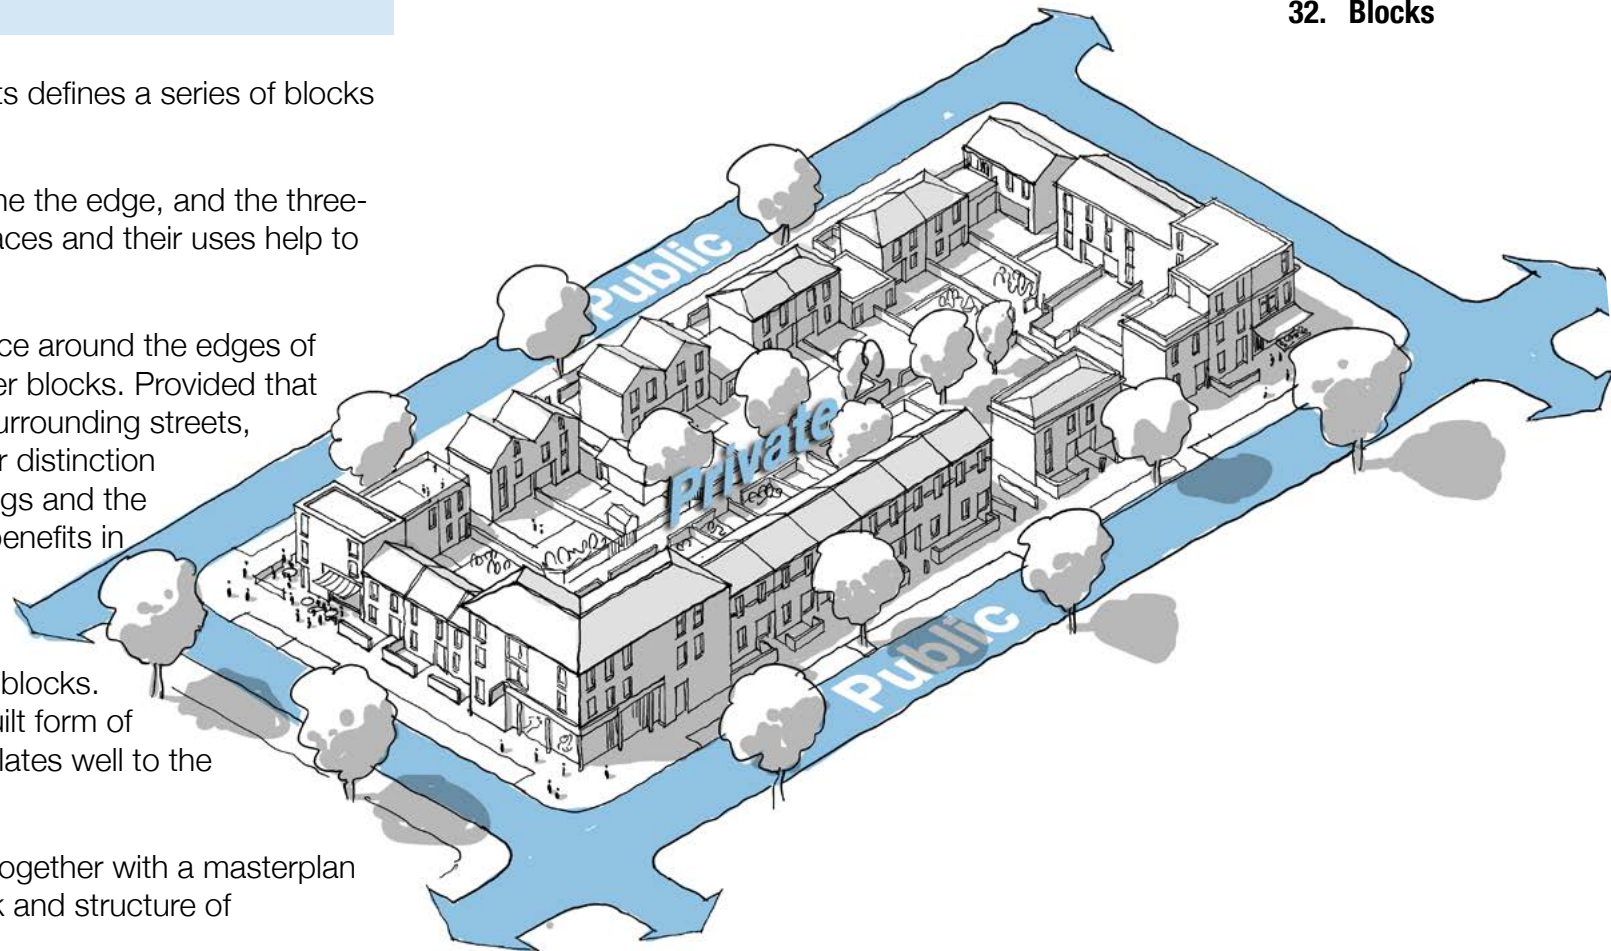 32. Blocks
ts defines a series of blocks
ne the edge, and the three-
aces and their uses help to
ce around the edges of
er blocks. Provided that
urrounding streets,
r distinction
gs and the
benefits in
blocks.
uilt form of
lates well to the
together with a masterplan
k and structure of
Public
Private
Public